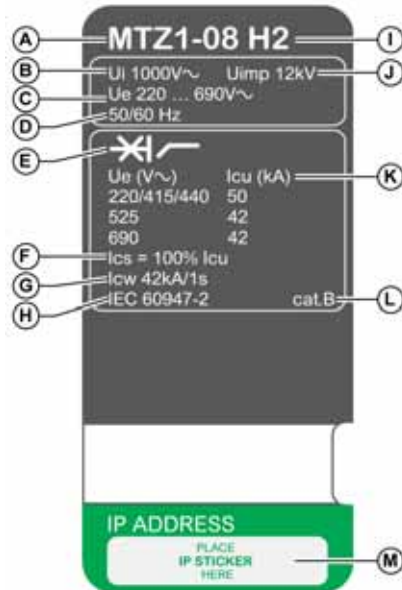 A MTZ1-08 H2 I
B Ui 1000V~ Uimp 12kV J
C Ue 220 ... 690V~
D 50/60 Hz
E
Ue (V~) Icu (kA) K
220/415/440 50
525 42
690 42
F Ics = 100% Icu
G Icw 42kA/1s
H IEC 60947-2 cat.B L
IP ADDRESS
PLACE
IP STICKER M
HERE